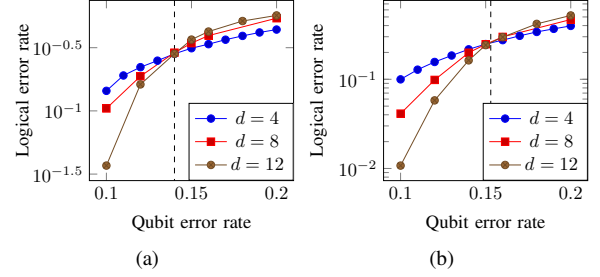 Logical error rate
10^−0.5
10^−1
10^−1.5
d = 4
d = 8
d = 12
0.1 0.15 0.2
Qubit error rate
(a)
Logical error rate
10^−1
10^−2
d = 4
d = 8
d = 12
0.1 0.15 0.2
Qubit error rate
(b)